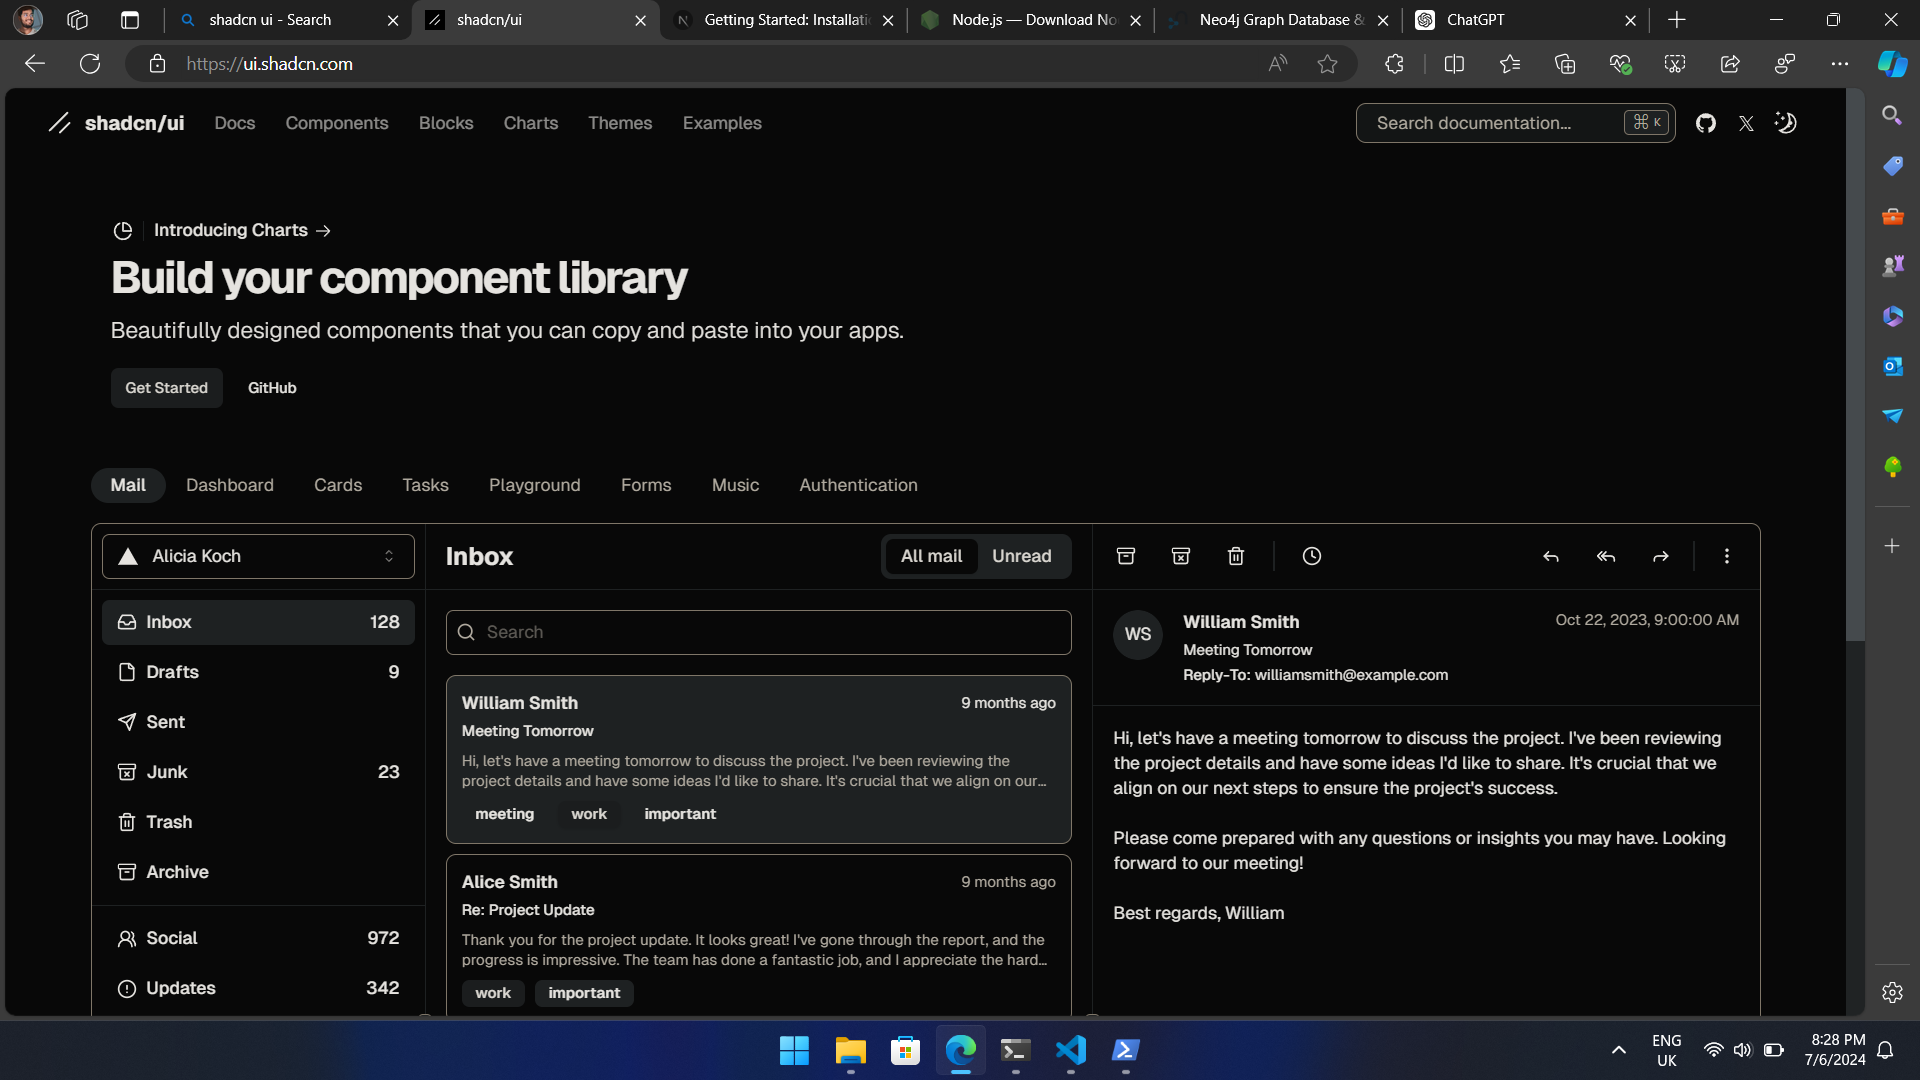 shadcn ui - Search
shadcn/ui
Getting Started: Installatio
Node.js — Download No
Neo4j Graph Database &
ChatGPT
https://ui.shadcn.com
shadcn/ui
Docs
Components
Blocks
Charts
Themes
Examples
Search documentation...
⌘ K
Introducing Charts →
Build your component library
Beautifully designed components that you can copy and paste into your apps.
Get Started
GitHub
Mail
Dashboard
Cards
Tasks
Playground
Forms
Music
Authentication
Alicia Koch
Inbox 128
Drafts 9
Sent
Junk 23
Trash
Archive
Social 972
Updates 342
Inbox
All mail
Unread
Search
William Smith
9 months ago
Meeting Tomorrow
Hi, let's have a meeting tomorrow to discuss the project. I've been reviewing the
project details and have some ideas I'd like to share. It's crucial that we align on our...
meeting work important
Alice Smith
9 months ago
Re: Project Update
Thank you for the project update. It looks great! I've gone through the report, and the
progress is impressive. The team has done a fantastic job, and I appreciate the hard...
work important
WS
William Smith
Oct 22, 2023, 9:00:00 AM
Meeting Tomorrow
Reply-To: williamsmith@example.com
Hi, let's have a meeting tomorrow to discuss the project. I've been reviewing
the project details and have some ideas I'd like to share. It's crucial that we
align on our next steps to ensure the project's success.
Please come prepared with any questions or insights you may have. Looking
forward to our meeting!
Best regards, William
ENG
UK
8:28 PM
7/6/2024